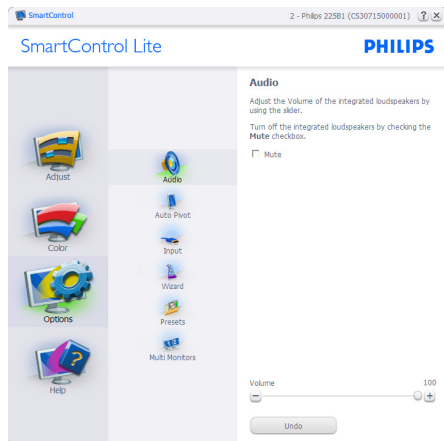 SmartControl
2 - Philips 225B1 (CS30715000001)
?
X
SmartControl Lite
PHILIPS
Adjust
Color
Options
Help
Audio
Auto Pivot
Input
Wizard
Presets
Multi Monitors
Audio
Adjust the Volume of the integrated loudspeakers by
using the slider.
Turn off the integrated loudspeakers by checking the
Mute checkbox.
Mute
Volume
100
Undo